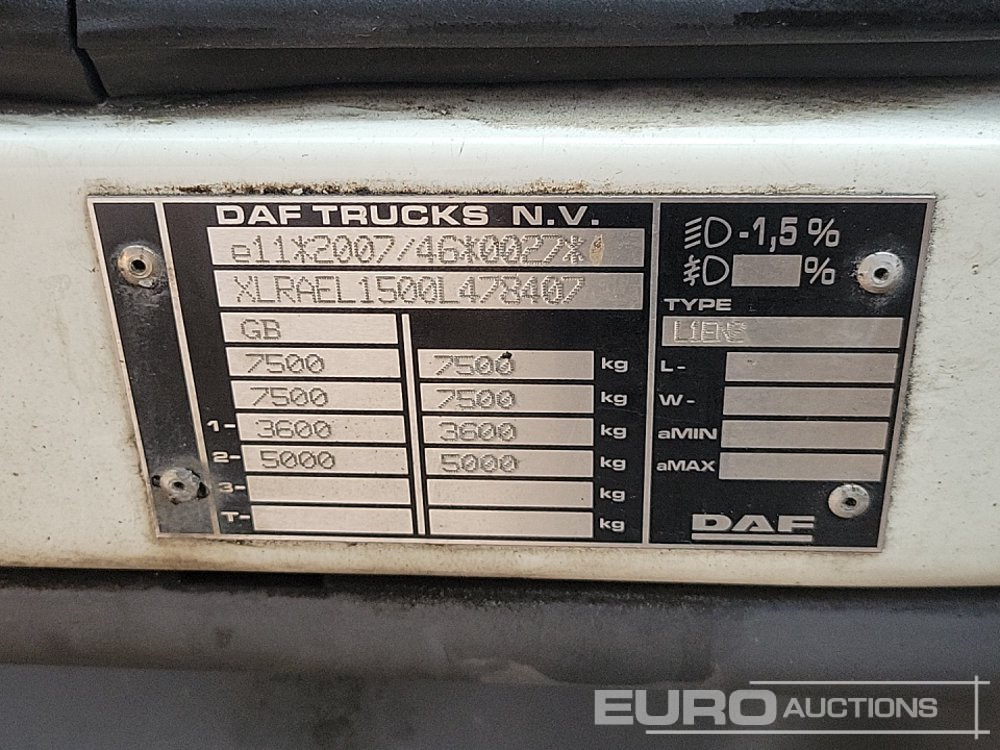 DAF TRUCKS N.V.
e11*2007/46*0027*
XLRAEL1500L478407
GB
7500 7500 kg
7500 7500 kg
1- 3600 3600 kg
2- 5000 5000 kg
3- kg
T- kg
-1,5 %
%
TYPE
L-
W-
aMIN
aMAX
DAF
EURO AUCTIONS